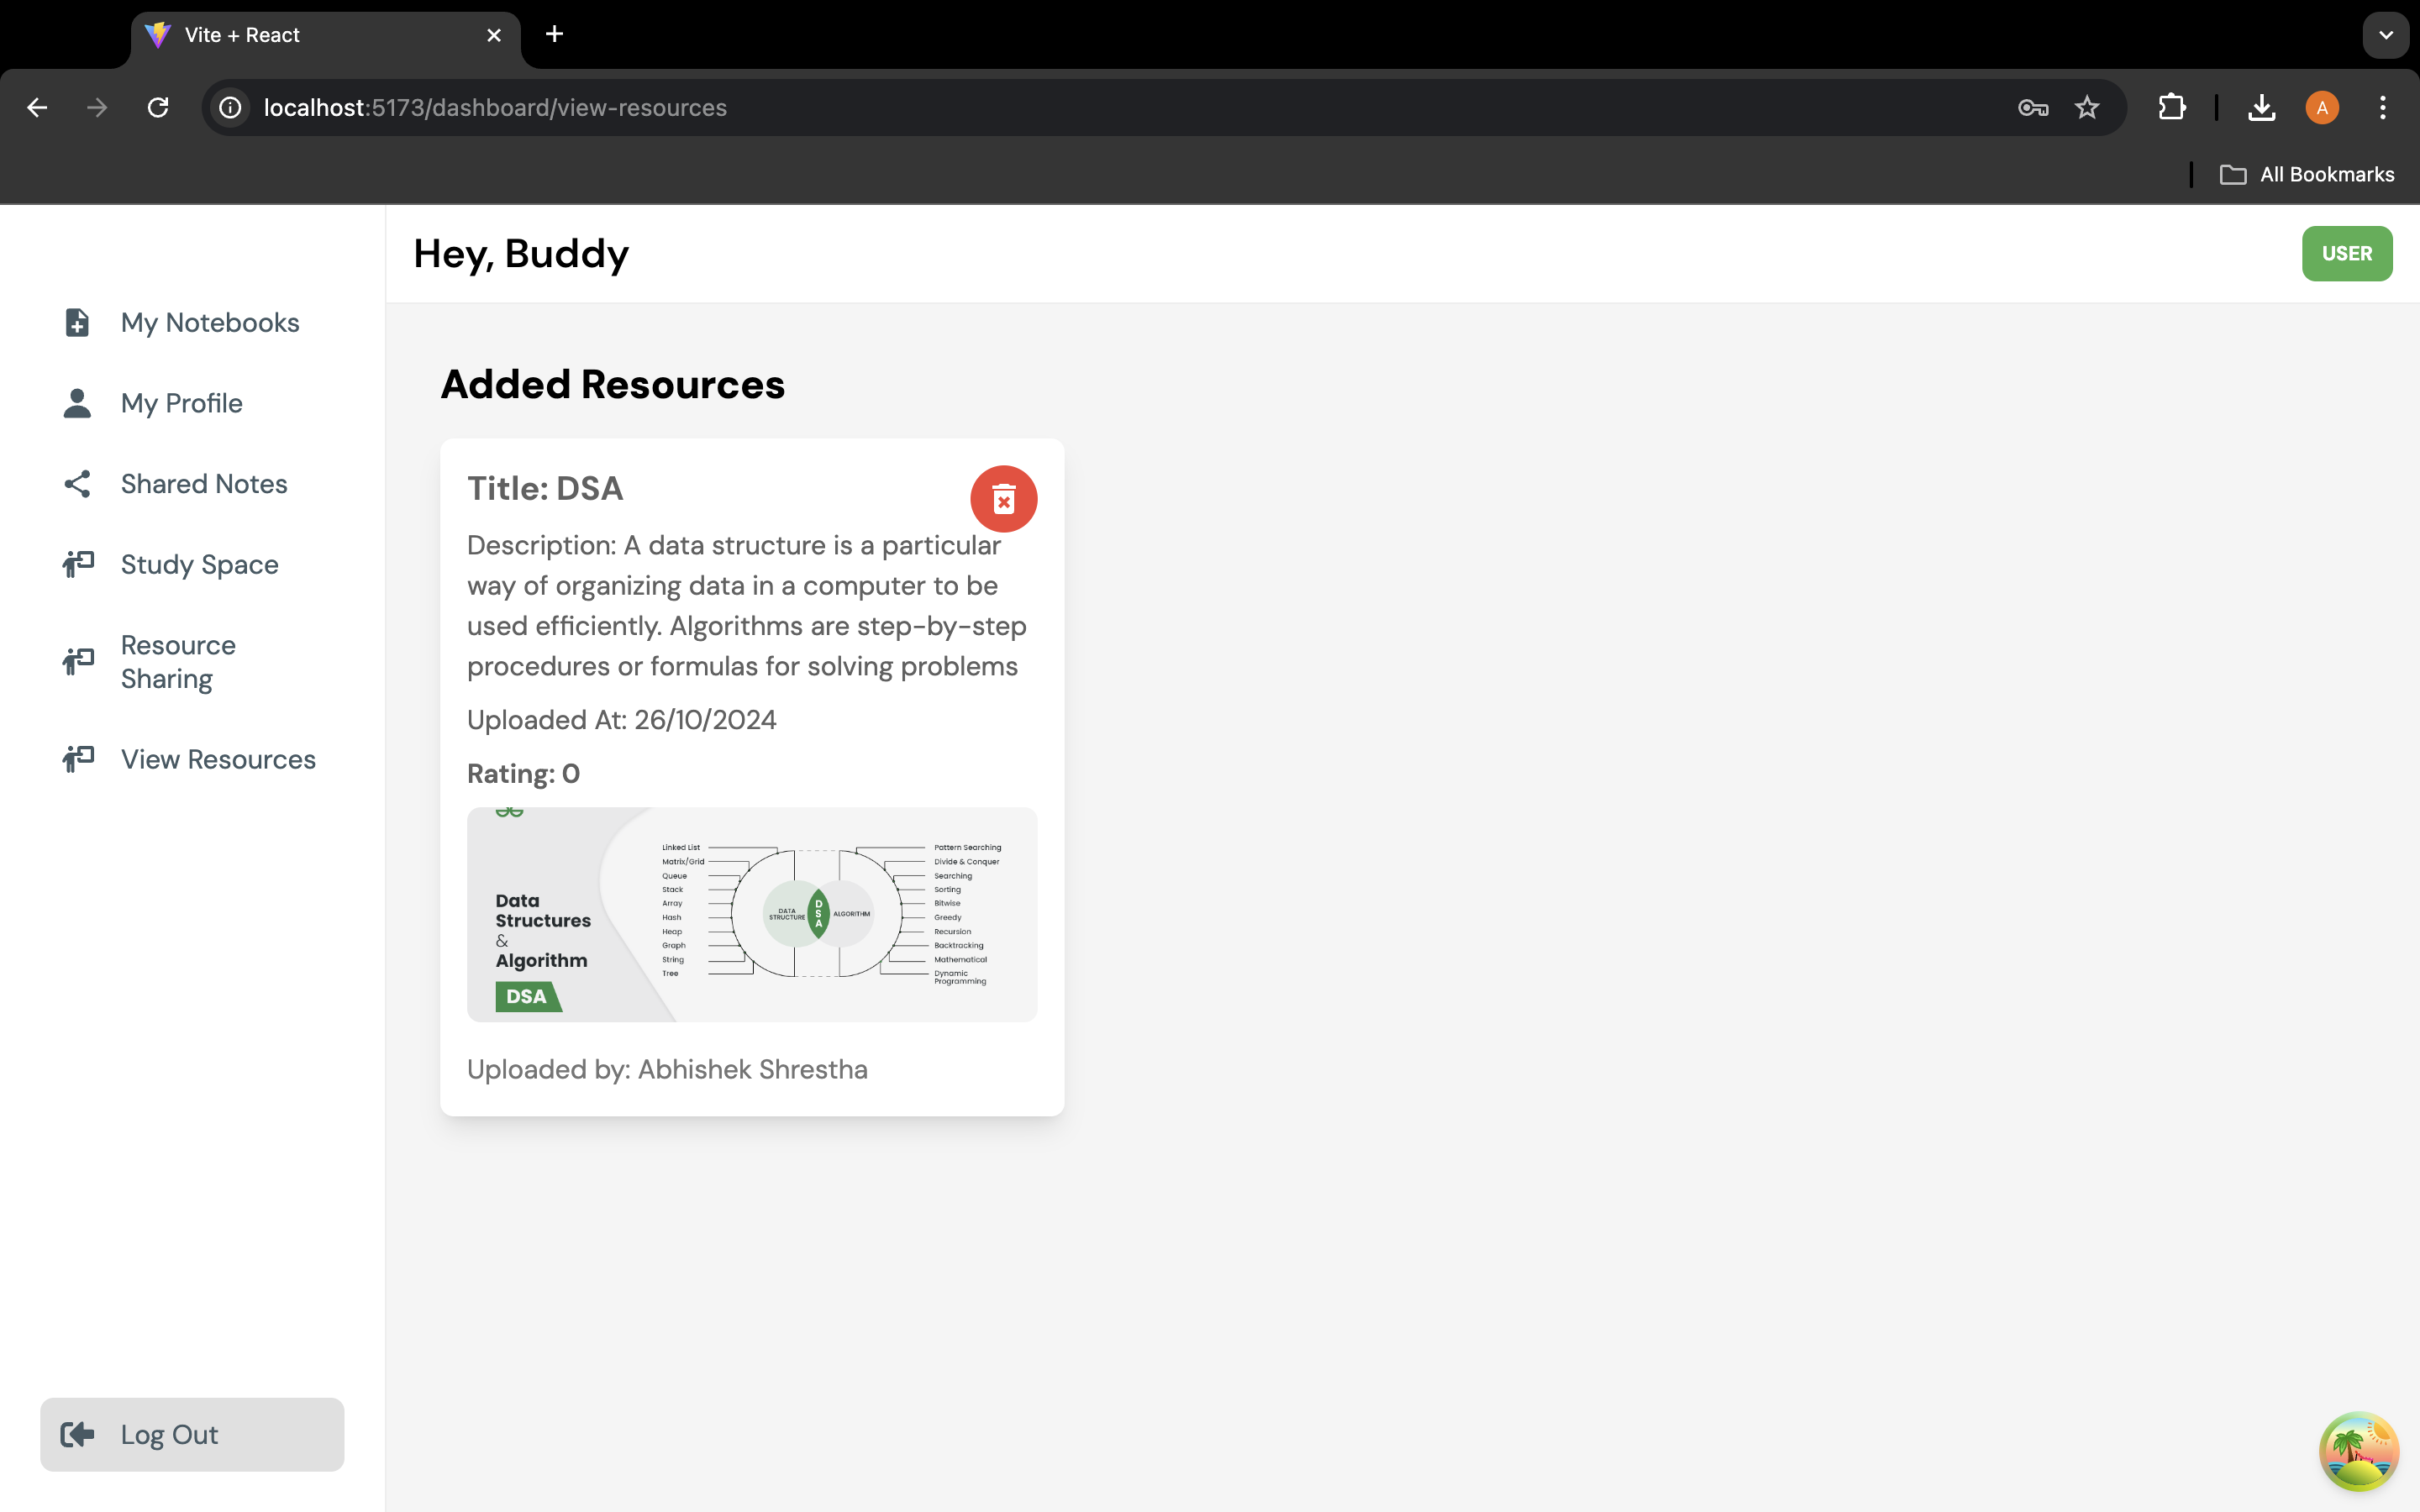 Vite + React
localhost:5173/dashboard/view-resources
A
All Bookmarks
Hey, Buddy
USER
My Notebooks
My Profile
Shared Notes
Study Space
Resource
Sharing
View Resources
Log Out
Added Resources
Title: DSA
Description: A data structure is a particular
way of organizing data in a computer to be
used efficiently. Algorithms are step-by-step
procedures or formulas for solving problems
Uploaded At: 26/10/2024
Rating: 0
Data
Structures
&
Algorithm
DSA
Linked List
Matrix/Grid
Queue
Stack
Array
Hash
Heap
Graph
String
Tree
DATA
STRUCTURE
DSA
ALGORITHM
Pattern Searching
Divide & Conquer
Searching
Sorting
Bitwise
Greedy
Recursion
Backtracking
Mathematical
Dynamic
Programming
Uploaded by: Abhishek Shrestha